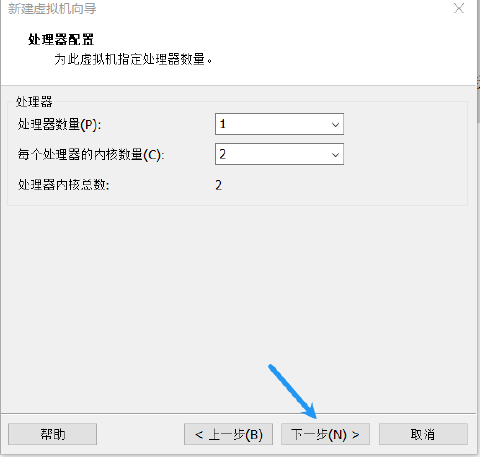 新建虚拟机向导
处理器配置
为此虚拟机指定处理器数量。
处理器
处理器数量(P): 1
每个处理器的内核数量(C): 2
处理器内核总数: 2
帮助 < 上一步(B) 下一步(N) > 取消